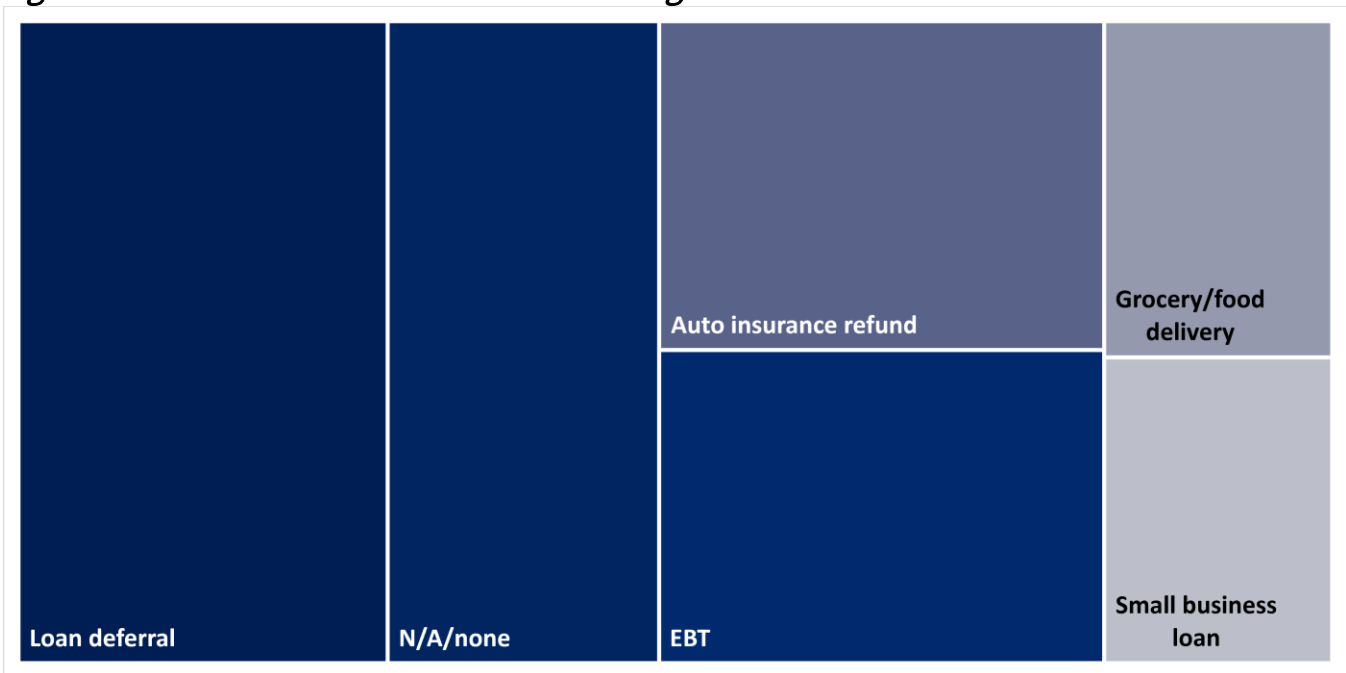 Auto insurance refund
Grocery/food
delivery
Loan deferral
N/A/none
EBT
Small business
loan